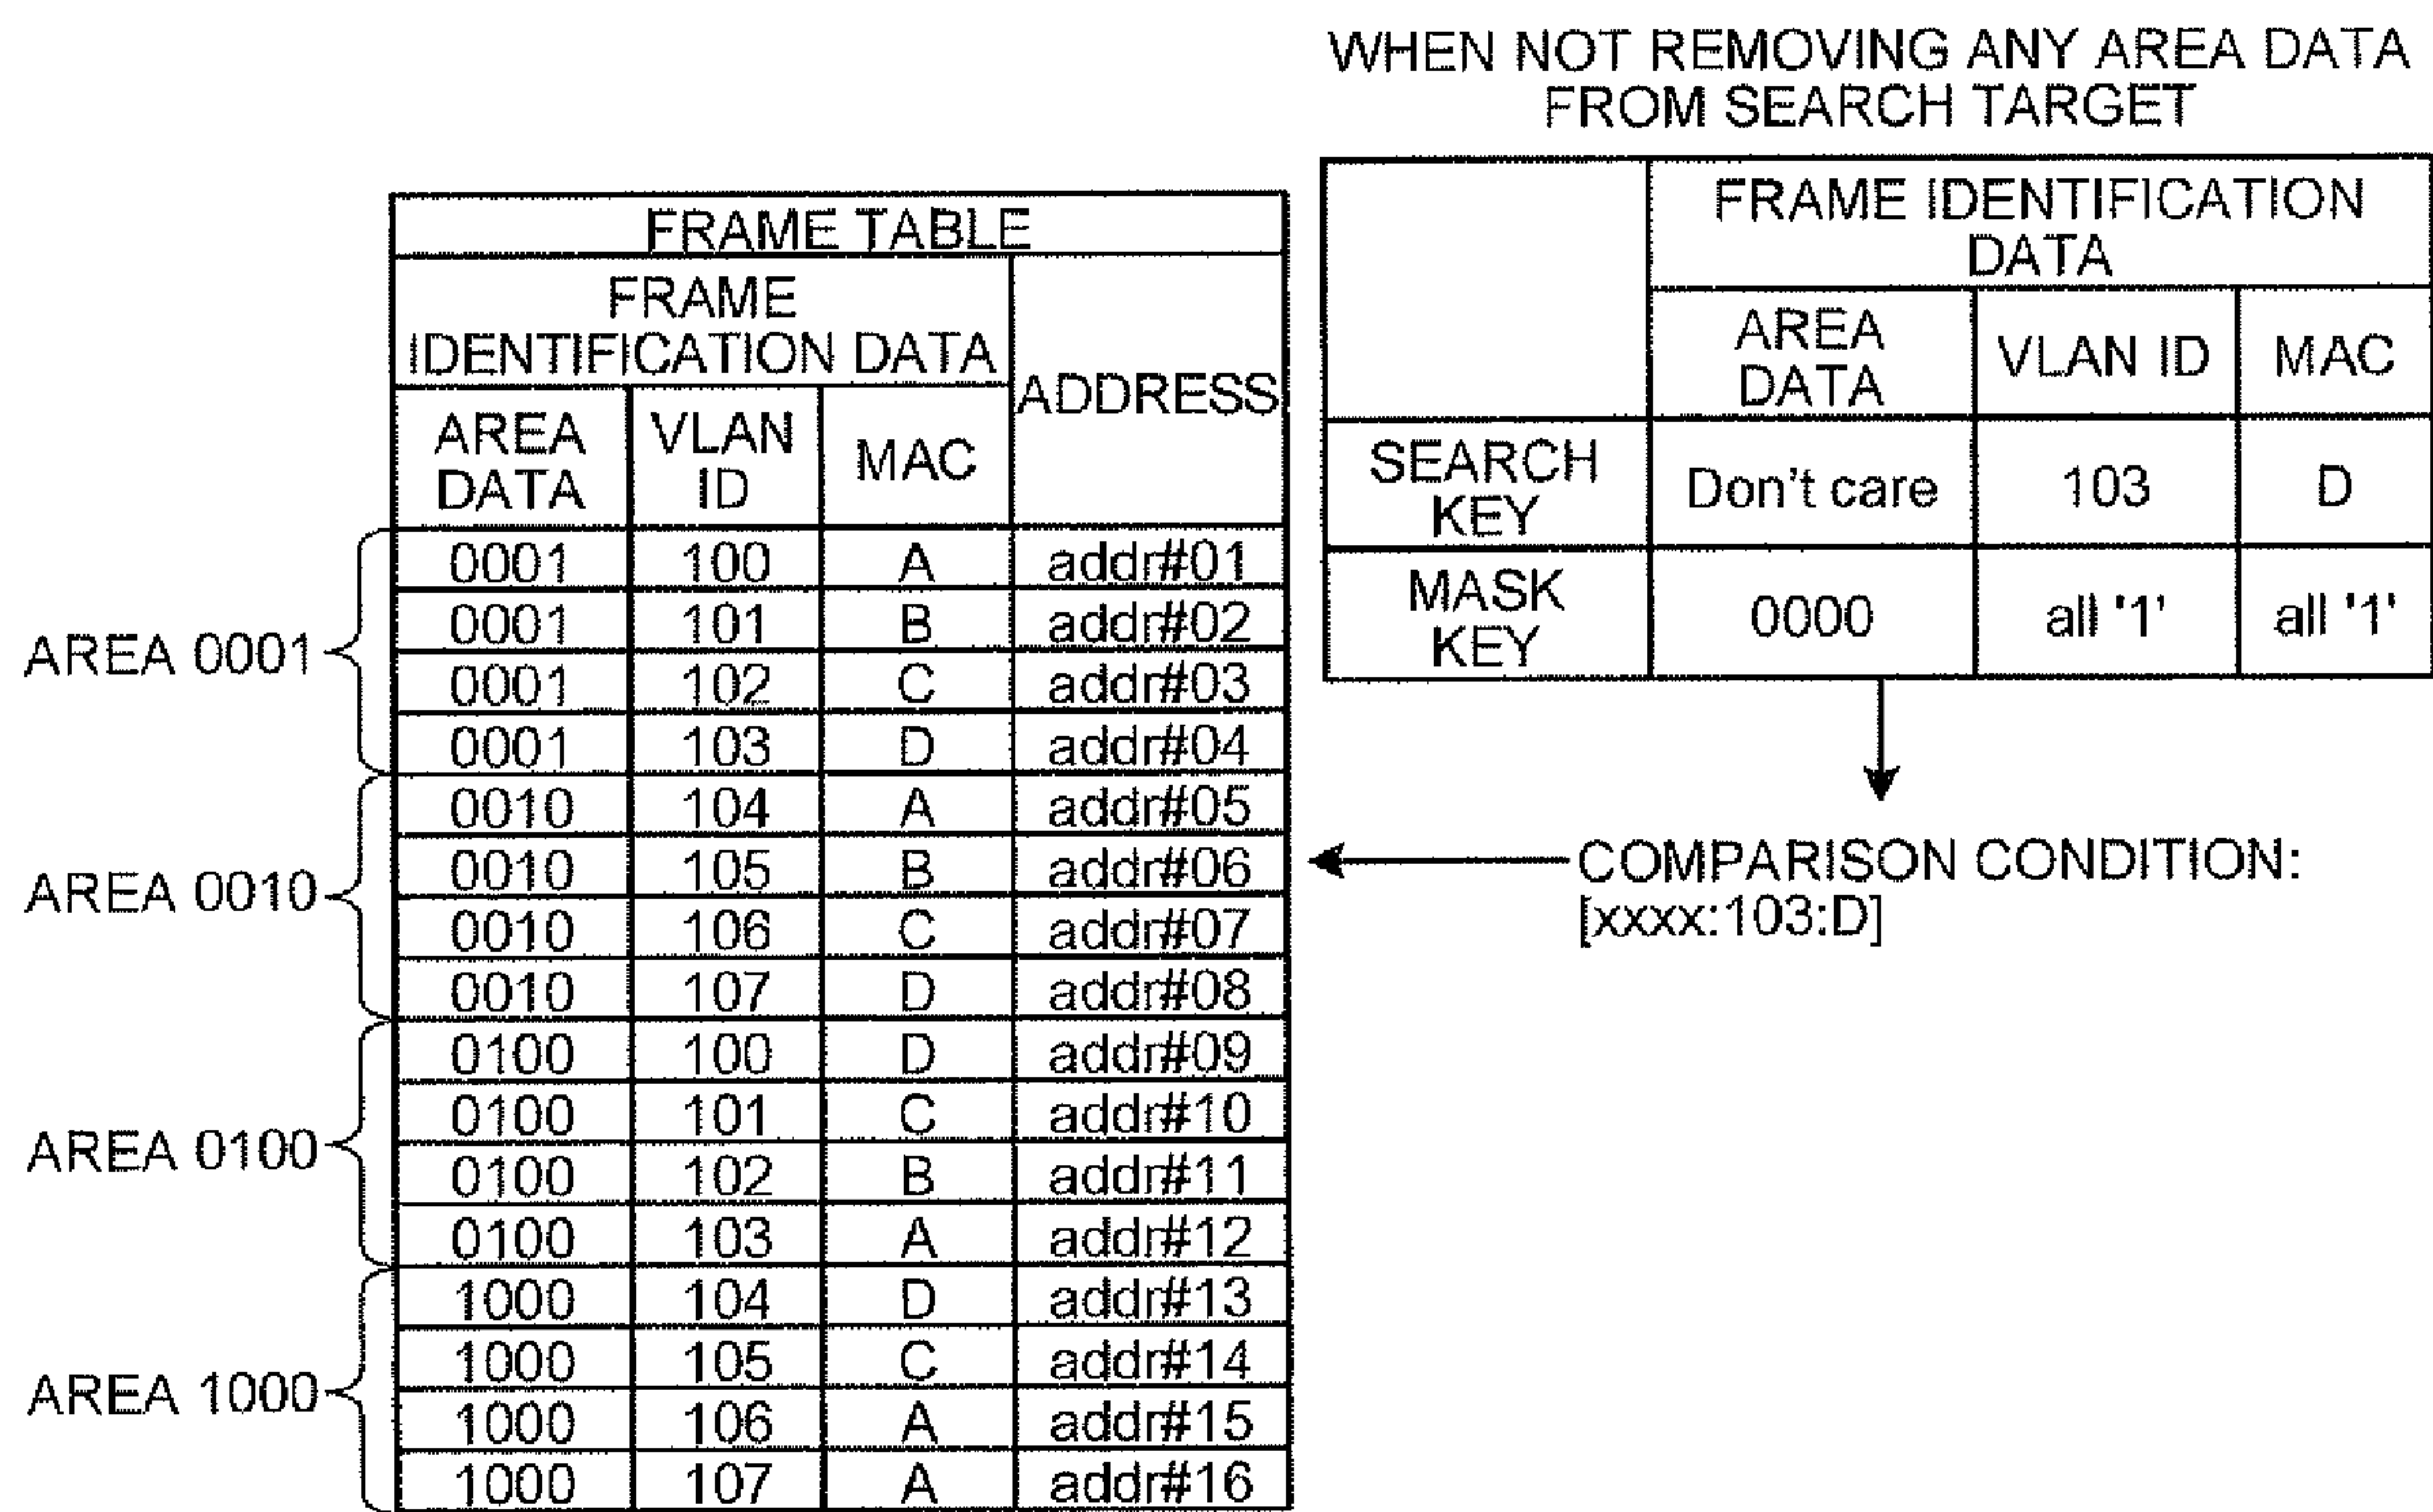 WHEN NOT REMOVING ANY AREA DATA
FROM SEARCH TARGET
FRAME IDENTIFICATION
DATA
AREA
DATA
VLAN ID
MAC
SEARCH
KEY
Don't care
103
D
MASK
KEY
0000
all '1'
all '1'
COMPARISON CONDITION:
[xxxx:103:D]
FRAME TABLE
FRAME
IDENTIFICATION DATA
ADDRESS
AREA
DATA
VLAN
ID
MAC
AREA 0001
0001 100 A addr#01
0001 101 B addr#02
0001 102 C addr#03
0001 103 D addr#04
AREA 0010
0010 104 A addr#05
0010 105 B addr#06
0010 106 C addr#07
0010 107 D addr#08
AREA 0100
0100 100 D addr#09
0100 101 C addr#10
0100 102 B addr#11
0100 103 A addr#12
AREA 1000
1000 104 D addr#13
1000 105 C addr#14
1000 106 A addr#15
1000 107 A addr#16